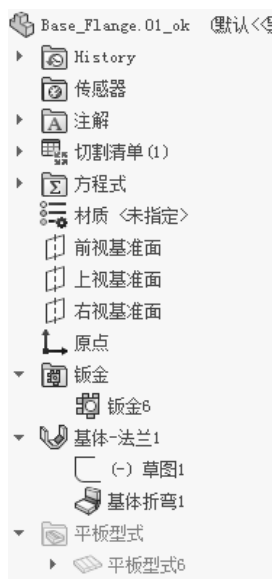 Base_Flange.01_ok (默认<<
History
传感器
注解
切割清单(1)
方程式
材质 <未指定>
前视基准面
上视基准面
右视基准面
原点
钣金
钣金6
基体-法兰1
(-) 草图1
基体折弯1
平板型式
平板型式6